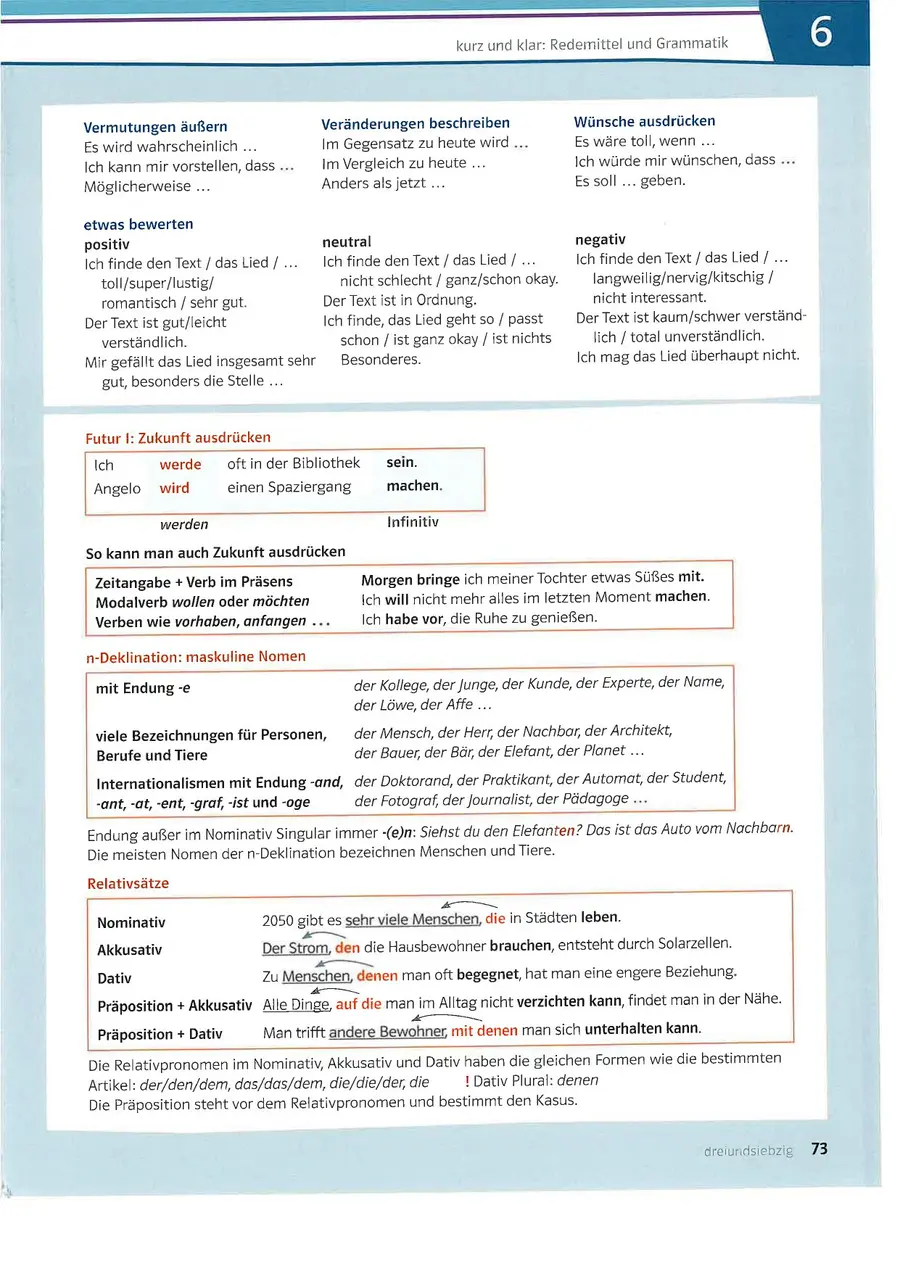 kurz und klar: Redemittel und Grammatik
6
Vermutungen äußern
Es wird wahrscheinlich …
Ich kann mir vorstellen, dass …
Möglicherweise …
Veränderungen beschreiben
Im Gegensatz zu heute wird …
Im Vergleich zu heute …
Anders als jetzt …
Wünsche ausdrücken
Es wäre toll, wenn …
Ich würde mir wünschen, dass …
Es soll … geben.
etwas bewerten
positiv
Ich finde den Text / das Lied / …
toll/super/lustig/
romantisch / sehr gut.
Der Text ist gut/leicht
verständlich.
Mir gefällt das Lied insgesamt sehr
gut, besonders die Stelle …
neutral
Ich finde den Text / das Lied / …
nicht schlecht / ganz/schon okay.
Der Text ist in Ordnung.
Ich finde, das Lied geht so / passt
schon / ist ganz okay / ist nichts
Besonderes.
negativ
Ich finde den Text / das Lied / …
langweilig/nervig/kitschig /
nicht interessant.
Der Text ist kaum/schwer verständ-
lich / total unverständlich.
Ich mag das Lied überhaupt nicht.
Futur I: Zukunft ausdrücken
Ich werde oft in der Bibliothek sein.
Angelo wird einen Spaziergang machen.
werden Infinitiv
So kann man auch Zukunft ausdrücken
Zeitangabe + Verb im Präsens Morgen bringe ich meiner Tochter etwas Süßes mit.
Modalverb wollen oder möchten Ich will nicht mehr alles im letzten Moment machen.
Verben wie vorhaben, anfangen … Ich habe vor, die Ruhe zu genießen.
n-Deklination: maskuline Nomen
mit Endung -e der Kollege, der Junge, der Kunde, der Experte, der Name,
der Löwe, der Affe …
viele Bezeichnungen für Personen, der Mensch, der Herr, der Nachbar, der Architekt,
Berufe und Tiere der Bauer, der Bär, der Elefant, der Planet …
Internationalismen mit Endung -and, der Doktorand, der Praktikant, der Automat, der Student,
-ant, -at, -ent, -graf, -ist und -oge der Fotograf, der Journalist, der Pädagoge …
Endung außer im Nominativ Singular immer -(e)n: Siehst du den Elefanten? Das ist das Auto vom Nachbarn.
Die meisten Nomen der n-Deklination bezeichnen Menschen und Tiere.
Relativsätze
Nominativ 2050 gibt es sehr viele Menschen, die in Städten leben.
Akkusativ Der Strom, den die Hausbewohner brauchen, entsteht durch Solarzellen.
Dativ Zu Menschen, denen man oft begegnet, hat man eine engere Beziehung.
Präposition + Akkusativ Alle Dinge, auf die man im Alltag nicht verzichten kann, findet man in der Nähe.
Präposition + Dativ Man trifft andere Bewohner, mit denen man sich unterhalten kann.
Die Relativpronomen im Nominativ, Akkusativ und Dativ haben die gleichen Formen wie die bestimmten
Artikel: der/den/dem, das/das/dem, die/die/der, die ! Dativ Plural: denen
Die Präposition steht vor dem Relativpronomen und bestimmt den Kasus.
dreiundsiebzig 73